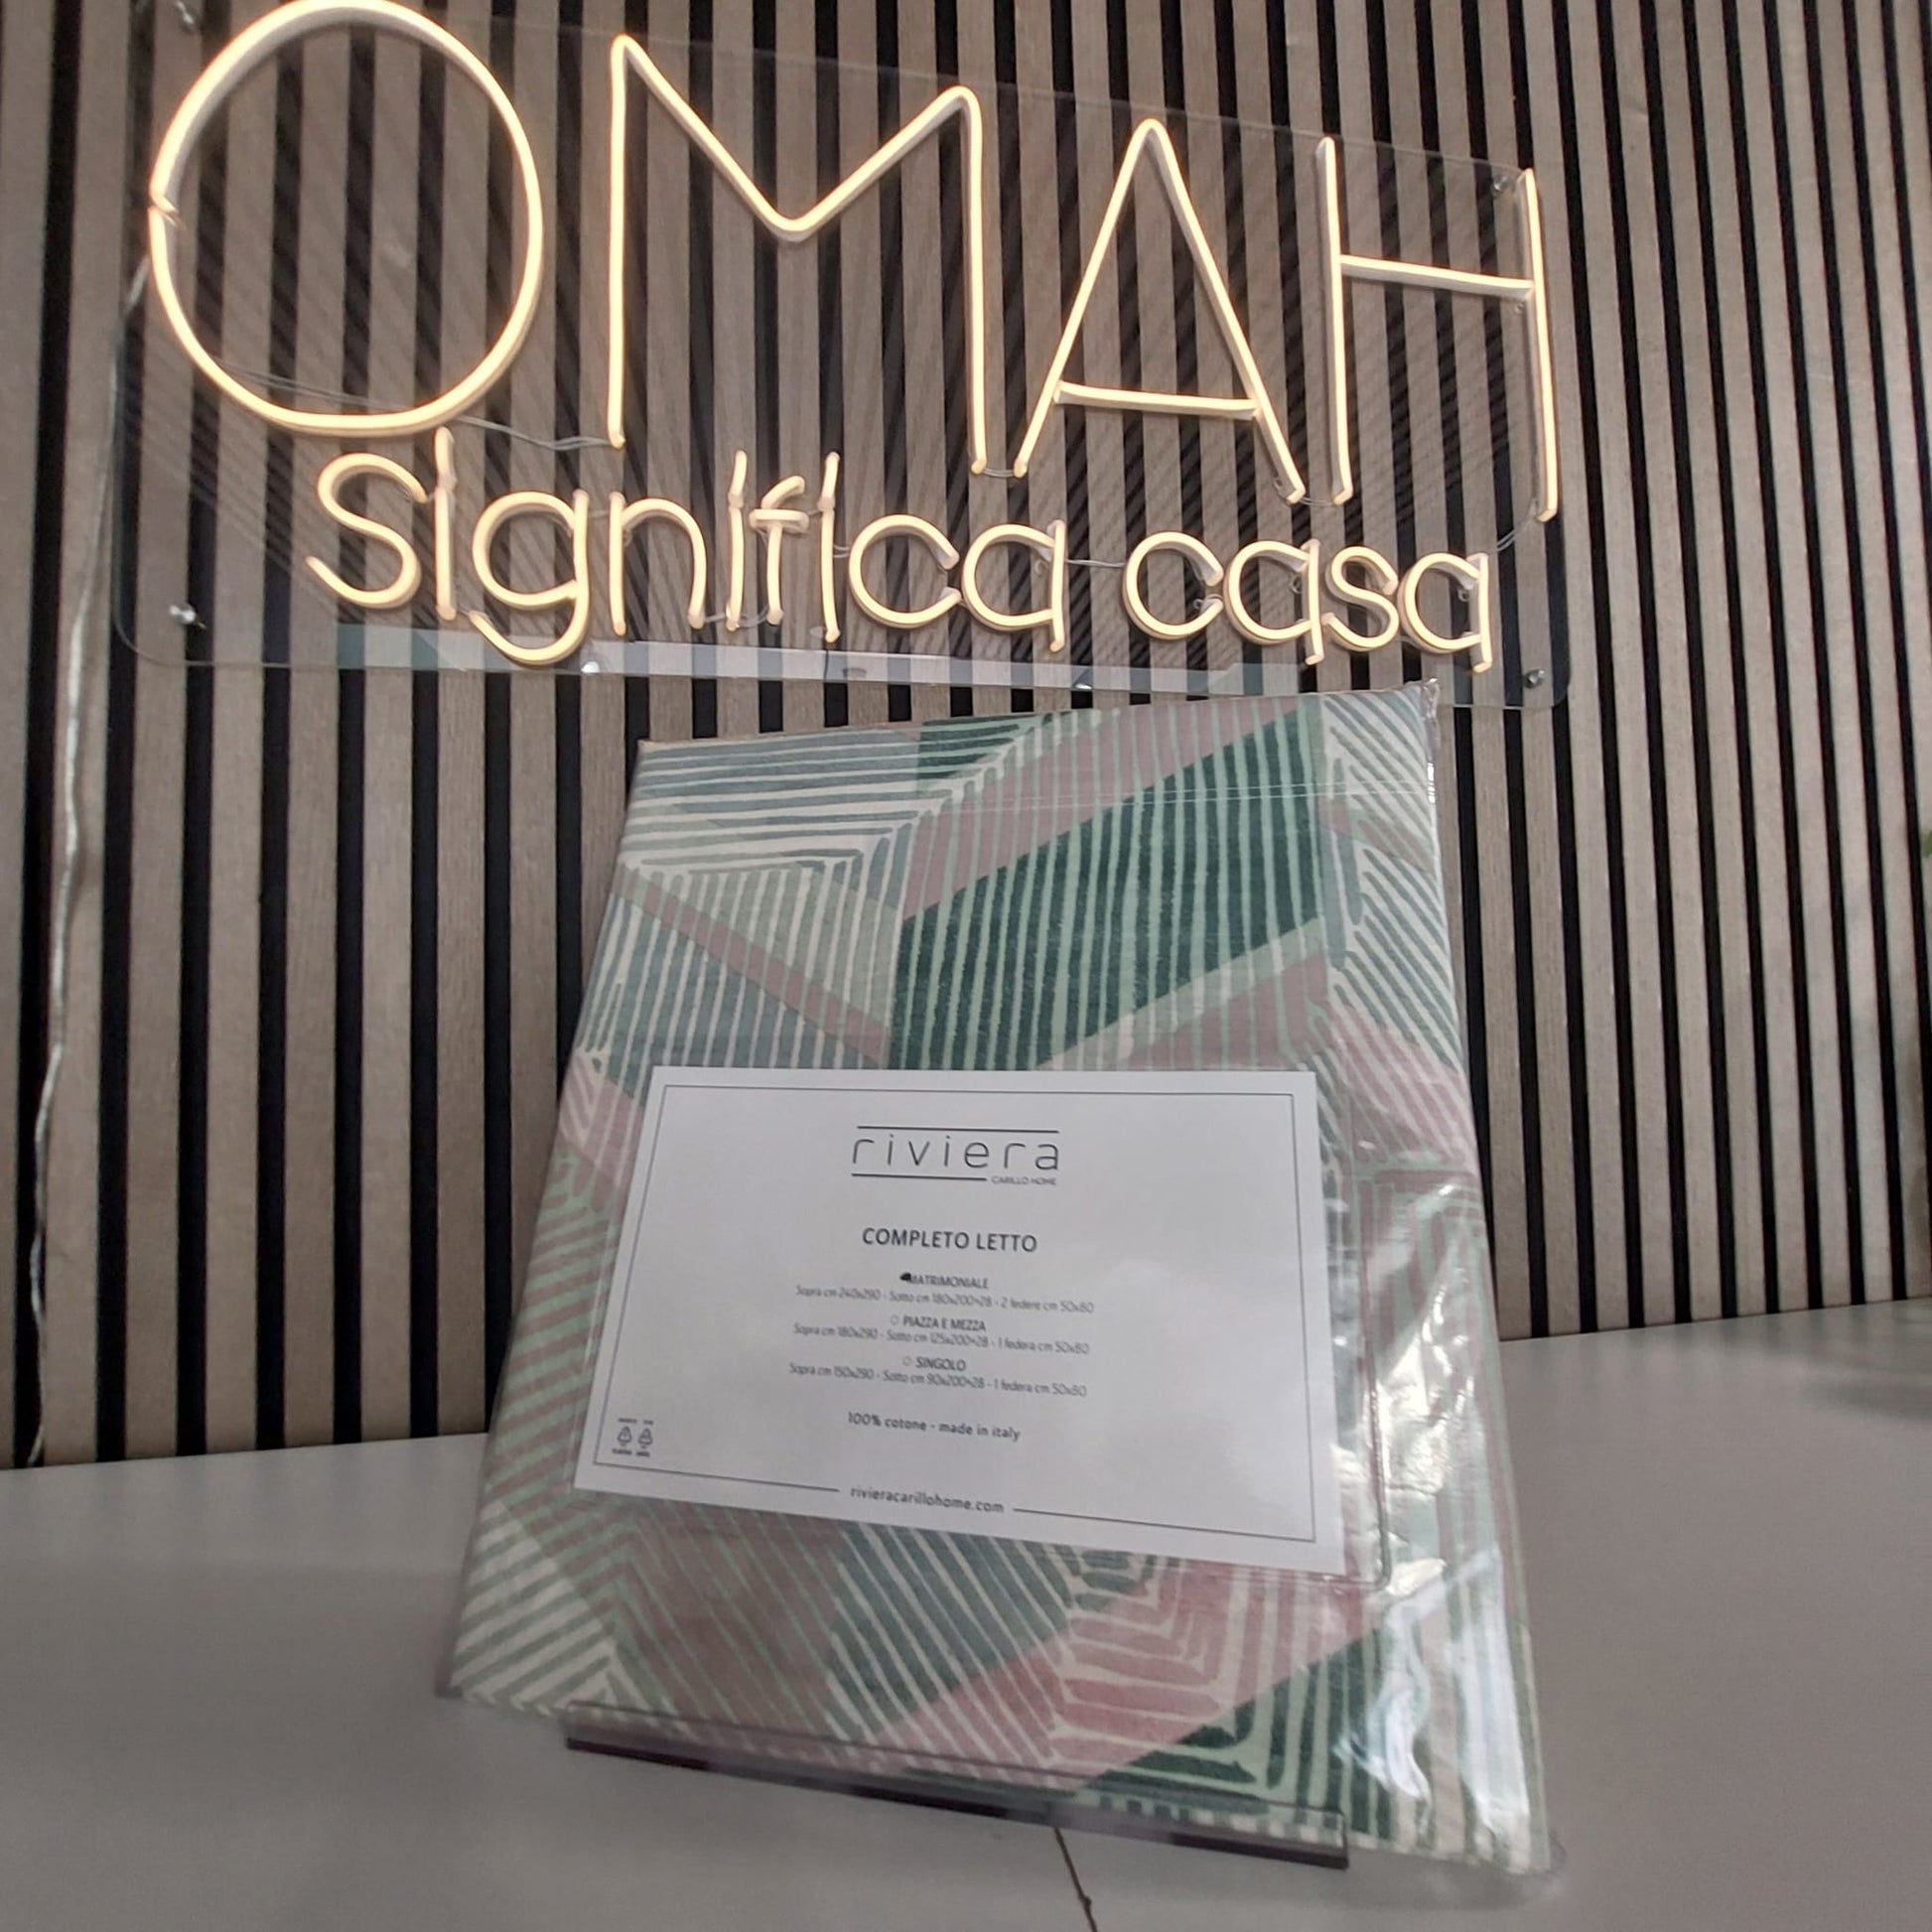 OMAH
significa casa
riviera
CARILLO HOME
COMPLETO LETTO
MATRIMONIALE
Sopra cm 240x290 - Sotto cm 180x200+28 - 2 federe cm 50x80
PIAZZA E MEZZA
Sopra cm 180x290 - Sotto cm 125x200+28 - 1 federa cm 50x80
SINGOLO
Sopra cm 150x290 - Sotto cm 90x200+28 - 1 federa cm 50x80
100% cotone - made in italy
rivieracarillohome.com